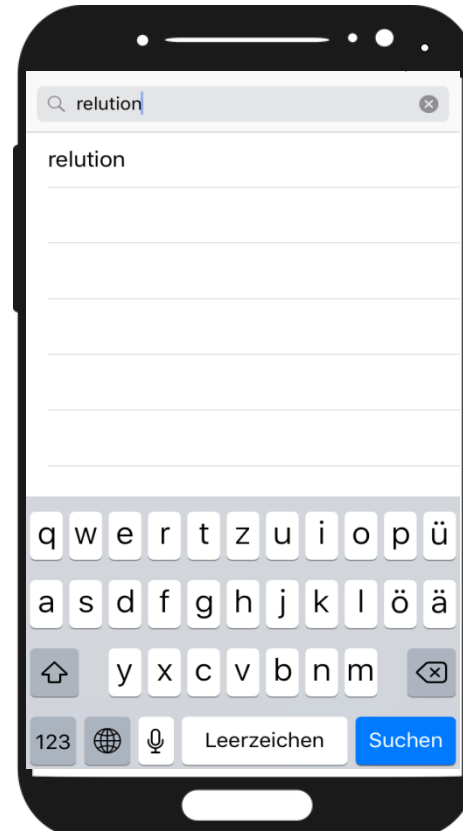 relution
relution
q w e r t z u i o p ü
a s d f g h j k l ö ä
y x c v b n m
123 Leerzeichen Suchen